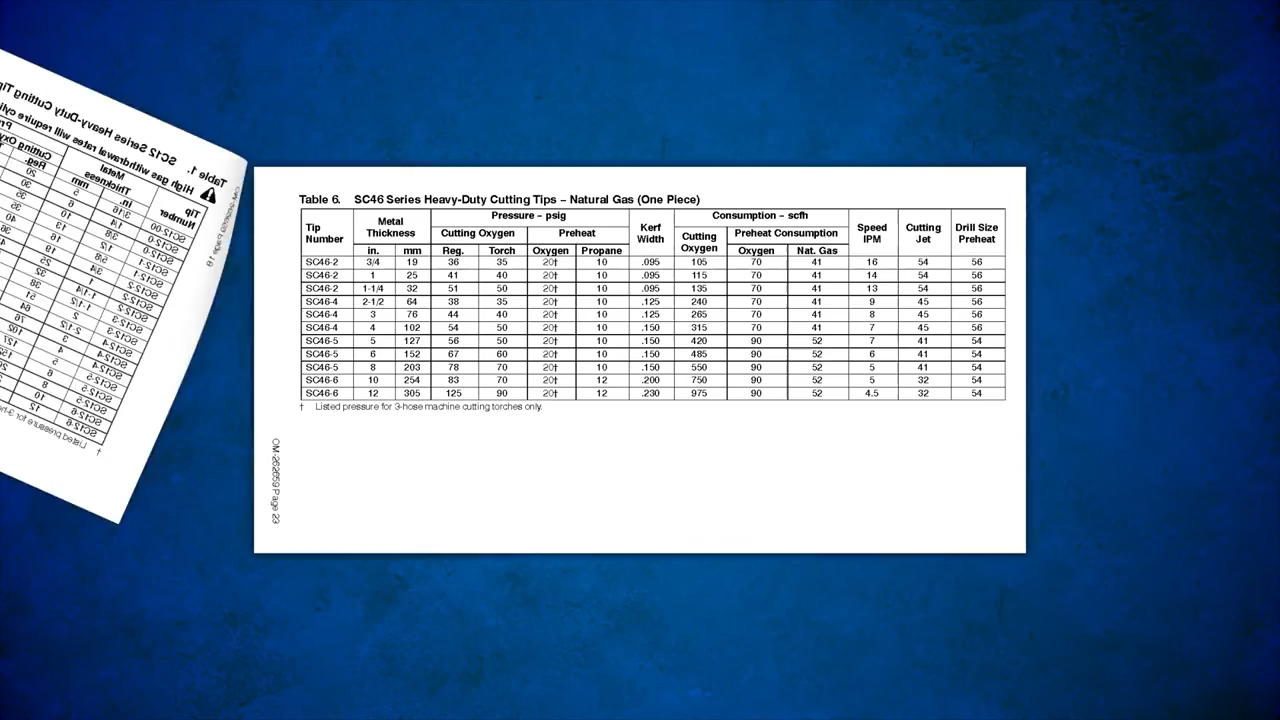 Table 6. SC46 Series Heavy-Duty Cutting Tips – Natural Gas (One Piece)
Tip Number Metal Thickness Pressure – psig Kerf Width Consumption – scfh Speed IPM Cutting Jet Drill Size Preheat
Cutting Oxygen Preheat Cutting Oxygen Preheat Consumption
in. mm Reg. Torch Oxygen Propane Oxygen Nat. Gas
SC46-2 3/4 19 36 35 20† 10 .095 105 70 41 16 54 56
SC46-2 1 25 41 40 20† 10 .095 115 70 41 14 54 56
SC46-2 1-1/4 32 51 50 20† 10 .095 135 70 41 13 54 56
SC46-4 2-1/2 64 38 35 20† 10 .125 240 70 41 9 45 56
SC46-4 3 76 44 40 20† 10 .125 265 70 41 8 45 56
SC46-4 4 102 54 50 20† 10 .150 315 70 41 7 45 56
SC46-5 5 127 56 50 20† 10 .150 420 90 52 7 41 54
SC46-5 6 152 67 60 20† 10 .150 485 90 52 6 41 54
SC46-5 8 203 78 70 20† 10 .150 550 90 52 5 41 54
SC46-6 10 254 83 70 20† 12 .200 750 90 52 5 32 54
SC46-6 12 305 125 90 20† 12 .230 975 90 52 4.5 32 54
† Listed pressure for 3-hose machine cutting torches only.
OM-262659 Page 23
Table 1. SC12 Series Heavy-Duty Cutting
High gas withdrawal rates will require
Tip Number Metal Thickness Cutting
in. mm Reg.